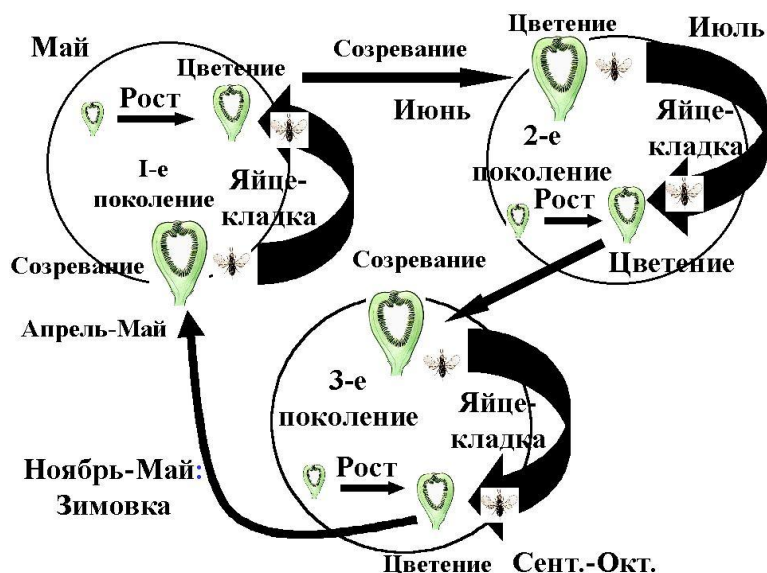 Май
Цветение
Рост
I-е
поколение
Яйце-
кладка
Созревание
Апрель-Май
Созревание
Июнь
Цветение
Июль
2-е
поколение
Яйце-
кладка
Рост
Цветение
Созревание
3-е
поколение
Яйце-
кладка
Рост
Цветение
Сент.-Окт.
Ноябрь-Май:
Зимовка